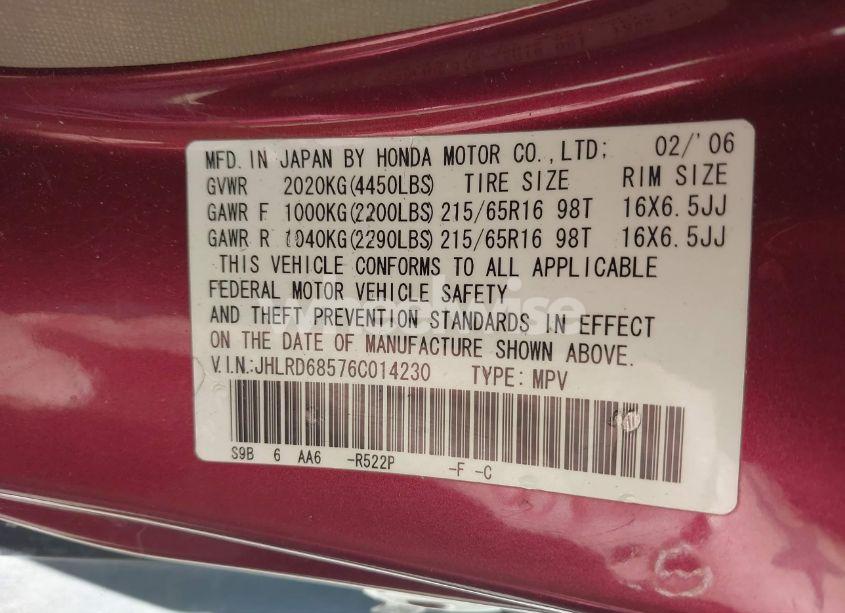 MFD. IN JAPAN BY HONDA MOTOR CO., LTD; 02/'06
GVWR 2020KG(4450LBS) TIRE SIZE RIM SIZE
GAWR F 1000KG(2200LBS) 215/65R16 98T 16X6.5JJ
GAWR R 1040KG(2290LBS) 215/65R16 98T 16X6.5JJ
THIS VEHICLE CONFORMS TO ALL APPLICABLE
FEDERAL MOTOR VEHICLE SAFETY
AND THEFT PREVENTION STANDARDS IN EFFECT
ON THE DATE OF MANUFACTURE SHOWN ABOVE.
V.I.N.:JHLRD68576C014230 TYPE: MPV
S9B 6 AA6 -R522P -F -C